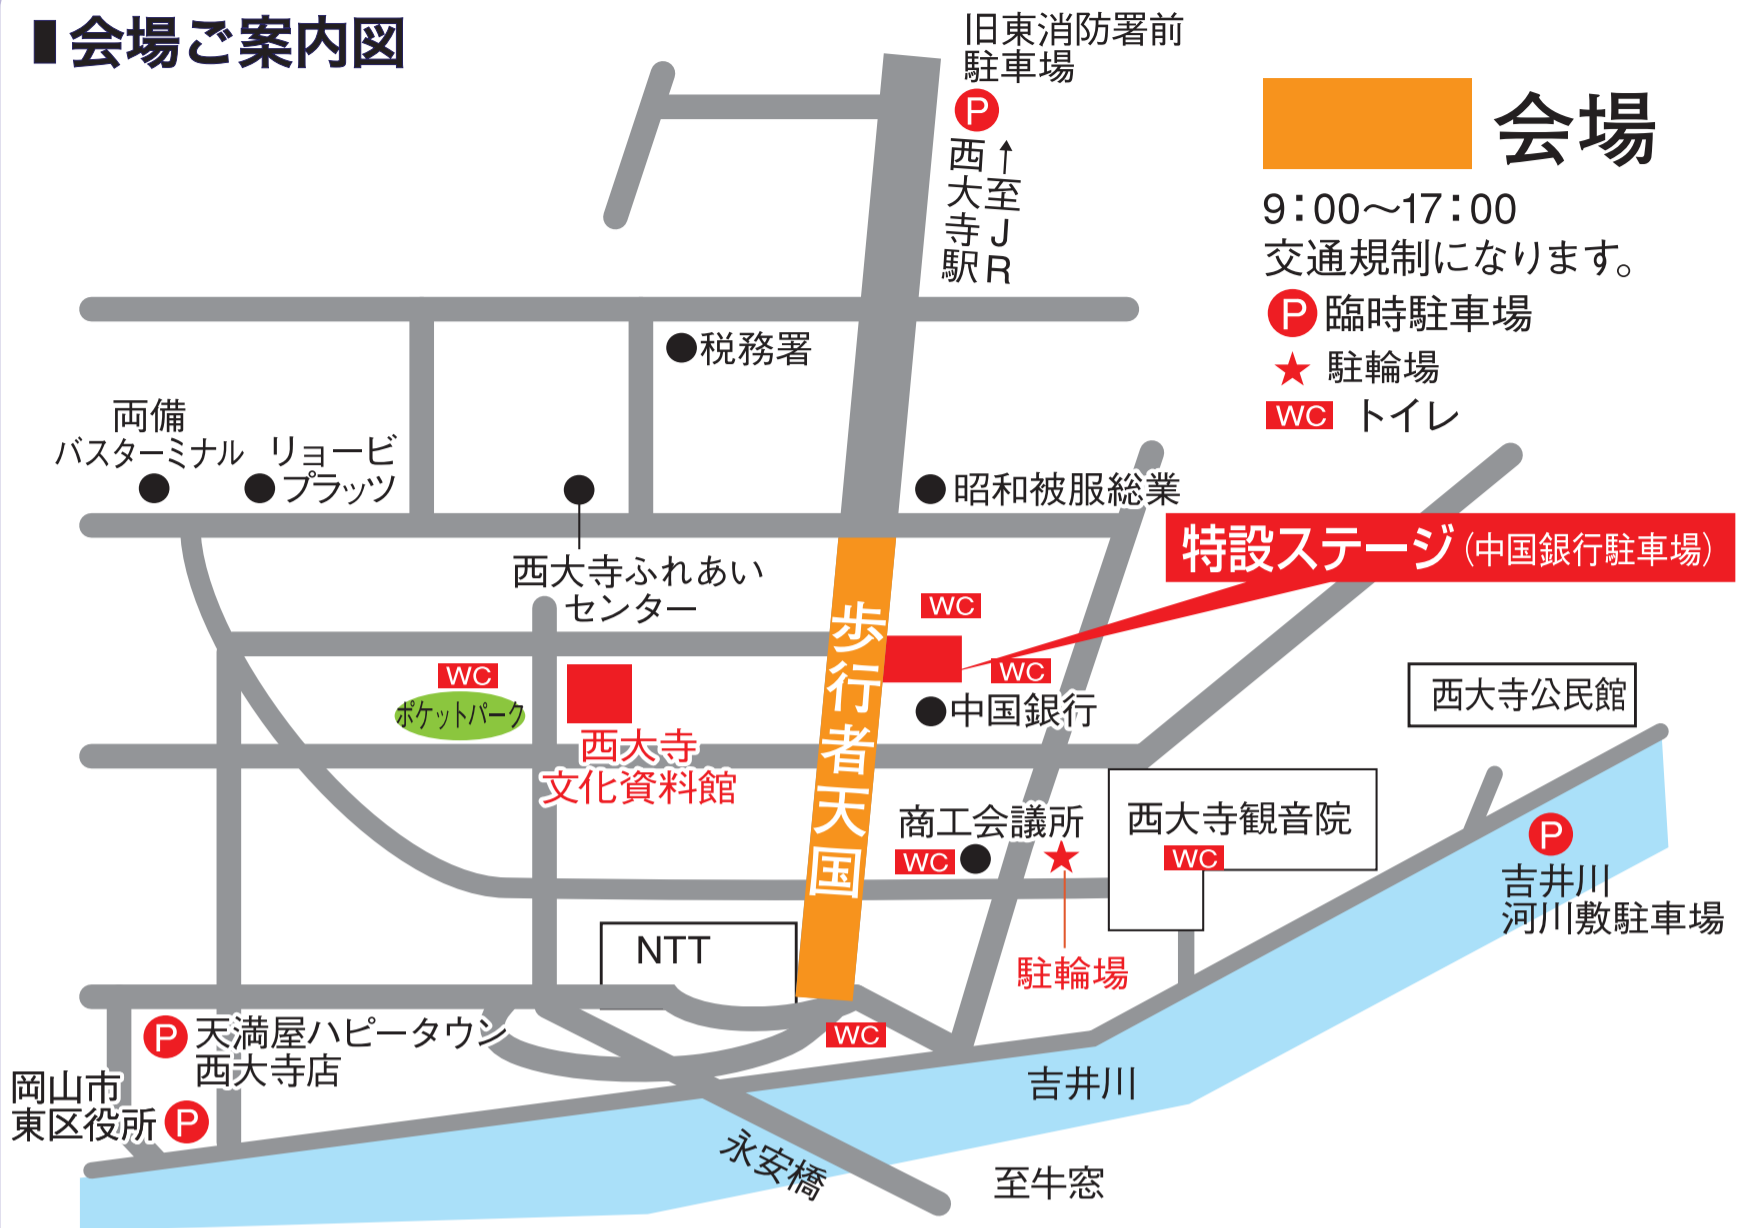 会場ご案内図
旧東消防署前
駐車場
P
↑至JR
西大寺駅
会場
9：00～17：00
交通規制になります。
P 臨時駐車場
★ 駐輪場
WC トイレ
税務署
両備
バスターミナル
リョービ
プラッツ
昭和被服総業
西大寺ふれあい
センター
特設ステージ（中国銀行駐車場）
WC
WC
WC
ポケットパーク
歩行者天国
中国銀行
西大寺
文化資料館
西大寺公民館
商工会議所
WC
西大寺観音院
WC
P
吉井川
河川敷駐車場
NTT
駐輪場
WC
P 天満屋ハピータウン
西大寺店
岡山市
東区役所 P
吉井川
永安橋
至牛窓